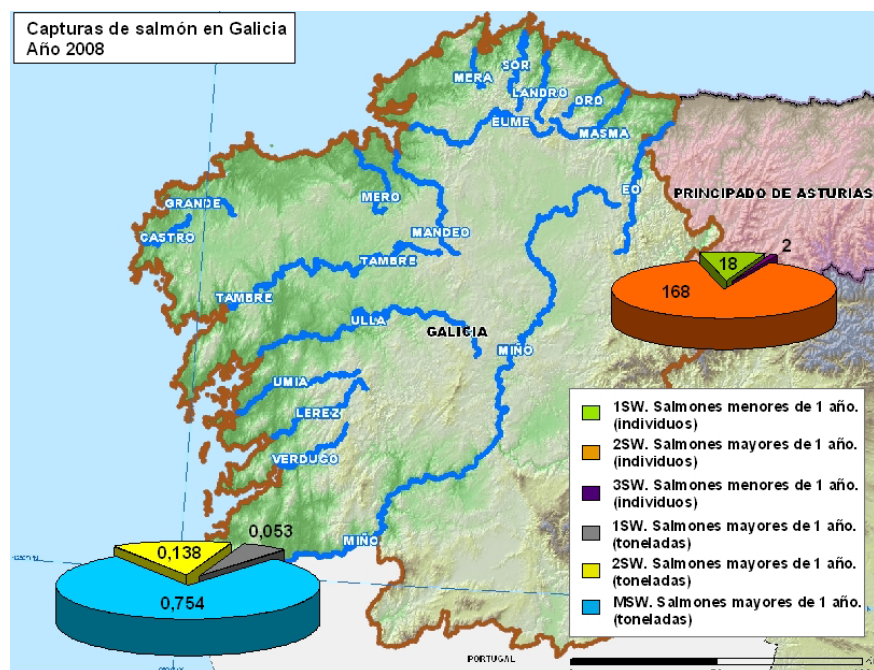 Capturas de salmón en Galicia
Año 2008
SOR
MERA
LANDRO
ORO
EUME
MASMA
EO
PRINCIPADO DE ASTURIAS
MERO
GRANDE
MANDEO
CASTRO
TAMBRE
TAMBRE
2
18
168
ULLA
GALICIA
MIÑO
UMIA
LEREZ
VERDUGO
1SW. Salmones menores de 1 año.
(individuos)
2SW. Salmones mayores de 1 año.
(individuos)
3SW. Salmones menores de 1 año.
(individuos)
1SW. Salmones mayores de 1 año.
(toneladas)
2SW. Salmones mayores de 1 año.
(toneladas)
MSW. Salmones mayores de 1 año.
(toneladas)
MIÑO
0,053
0,138
0,754
PORTUGAL